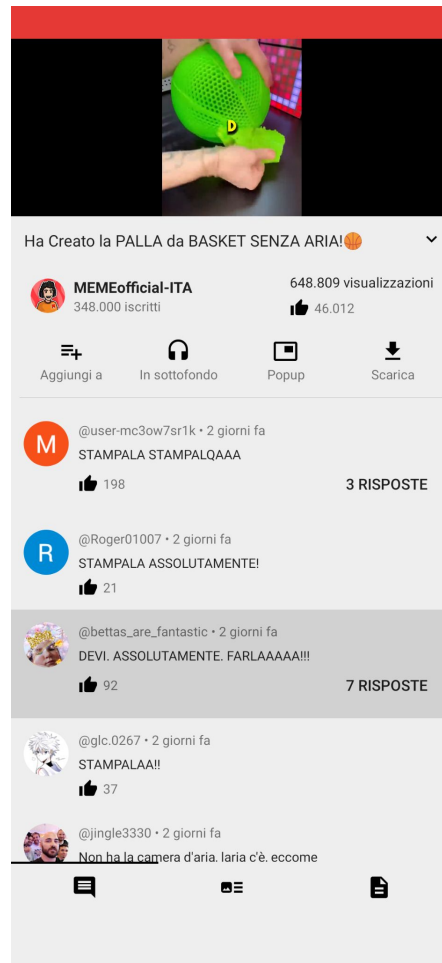 D
Ha Creato la PALLA da BASKET SENZA ARIA!🏀
MEMEofficial-ITA
348.000 iscritti
648.809 visualizzazioni
46.012
Aggiungi a
In sottofondo
Popup
Scarica
M
@user-mc3ow7sr1k • 2 giorni fa
STAMPALA STAMPALQAAA
198
3 RISPOSTE
R
@Roger01007 • 2 giorni fa
STAMPALA ASSOLUTAMENTE!
21
@bettas_are_fantastic • 2 giorni fa
DEVI. ASSOLUTAMENTE. FARLAAAAA!!!
92
7 RISPOSTE
@glc.0267 • 2 giorni fa
STAMPALAA!!
37
@jingle3330 • 2 giorni fa
Non ha la camera d'aria. laria c'è. eccome